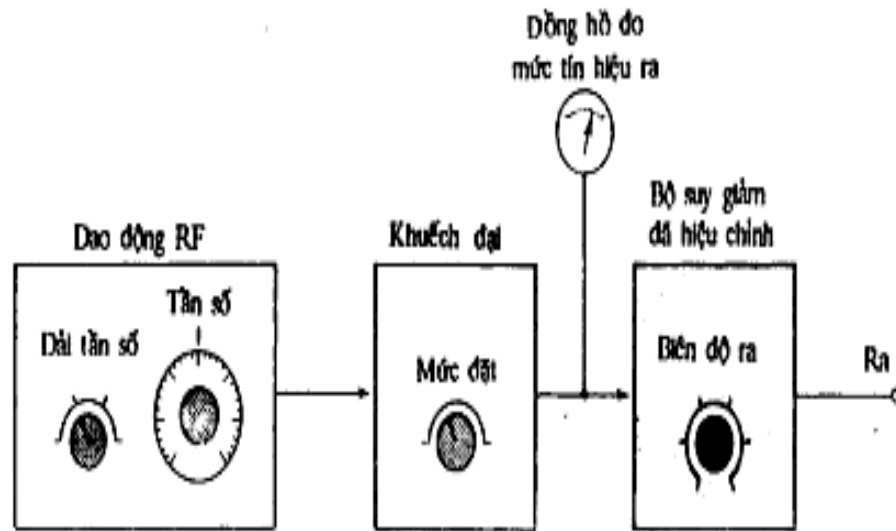 Đồng hồ đo
mức tín hiệu ra
Dao động RF
Khuếch đại
Bộ suy giảm
đã hiệu chỉnh
Tần số
Dải tần số
Mức đặt
Biên độ ra
Ra